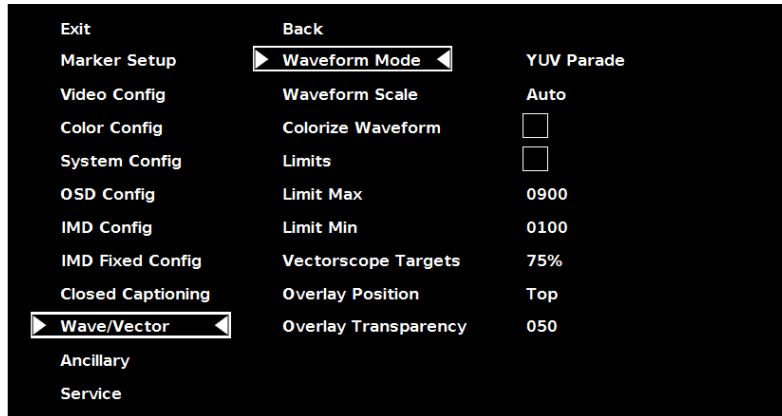 Exit Back
Marker Setup Waveform Mode YUV Parade
Video Config Waveform Scale Auto
Color Config Colorize Waveform
System Config Limits
OSD Config Limit Max 0900
IMD Config Limit Min 0100
IMD Fixed Config Vectorscope Targets 75%
Closed Captioning Overlay Position Top
Wave/Vector Overlay Transparency 050
Ancillary
Service